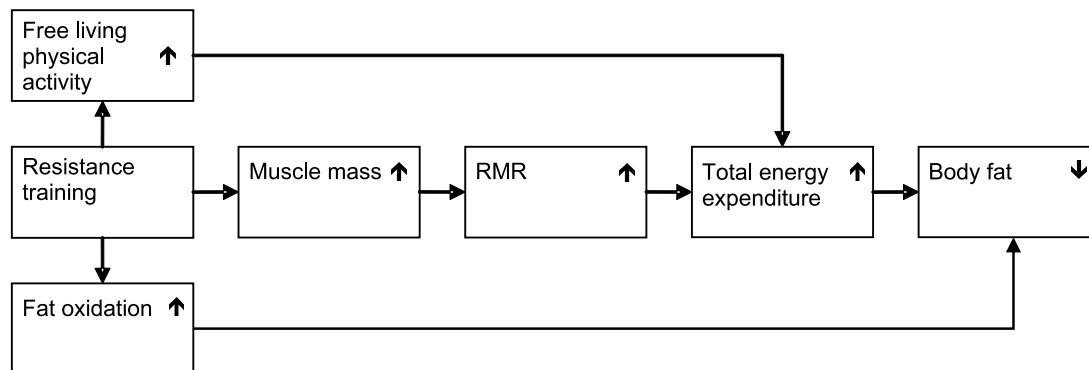 Free living
physical
activity
Resistance
training
Muscle mass
RMR
Total energy
expenditure
Body fat
Fat oxidation